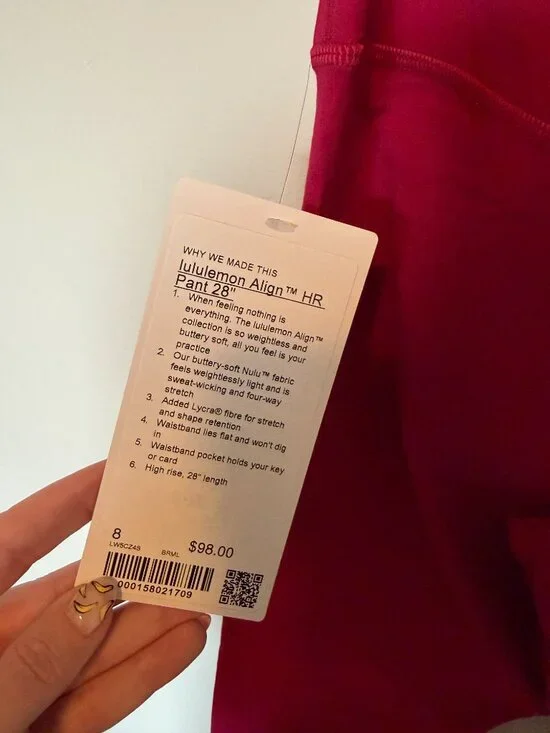 WHY WE MADE THIS
lululemon Align™ HR
Pant 28"
1. When feeling nothing is
everything. The lululemon Align™
collection is so weightless and
buttery soft, all you feel is your
practice
2. Our buttery-soft Nulu™ fabric
feels weightlessly light and is
sweat-wicking and four-way
stretch
3. Added Lycra® fibre for stretch
and shape retention
4. Waistband lies flat and won't dig
in
5. Waistband pocket holds your key
or card
6. High rise, 28" length
8
LW5CZ4S BRML $98.00
000158021709